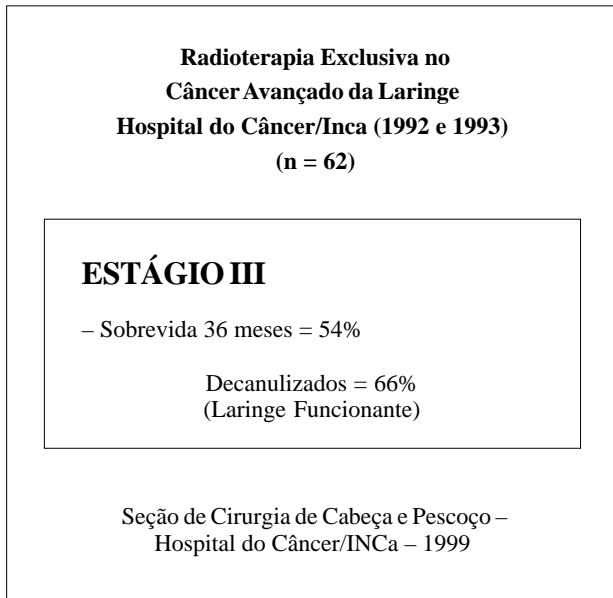 Radioterapia Exclusiva no
Câncer Avançado da Laringe
Hospital do Câncer/Inca (1992 e 1993)
(n = 62)
ESTÁGIO III
– Sobrevida 36 meses = 54%
Decanulizados = 66%
(Laringe Funcionante)
Seção de Cirurgia de Cabeça e Pescoço –
Hospital do Câncer/INCa – 1999